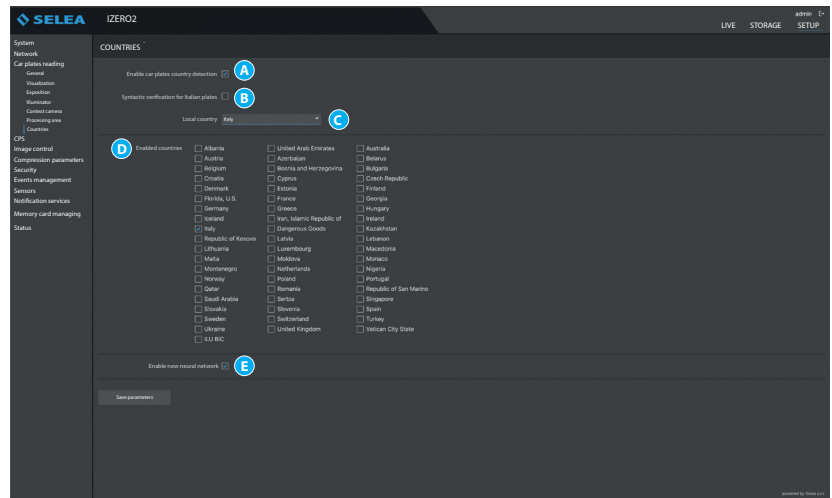 SELEA
IZERO2
admin
LIVE STORAGE SETUP
System
Network
Car plates reading
General
Visualization
Exposition
Illuminator
Context camera
Processing area
Countries
CPS
Image control
Compression parameters
Security
Events management
Sensors
Notification services
Memory card managing
Status
COUNTRIES
Enable car plates country detection A
Syntactic verification for Italian plates B
Local country Italy C
D Enabled countries Albania United Arab Emirates Australia
Austria Azerbaijan Belarus
Belgium Bosnia and Herzegovina Bulgaria
Croatia Cyprus Czech Republic
Denmark Estonia Finland
Florida, U.S. France Georgia
Germany Greece Hungary
Iceland Iran, Islamic Republic of Ireland
Italy Dangerous Goods Kazakhstan
Republic of Kosovo Latvia Lebanon
Lithuania Luxembourg Macedonia
Malta Moldova Monaco
Montenegro Netherlands Nigeria
Norway Poland Portugal
Qatar Romania Republic of San Marino
Saudi Arabia Serbia Singapore
Slovakia Slovenia Spain
Sweden Switzerland Turkey
Ukraine United Kingdom Vatican City State
ILU BIC
Enable new neural network E
Save parameters
powered by Selea s.r.l.